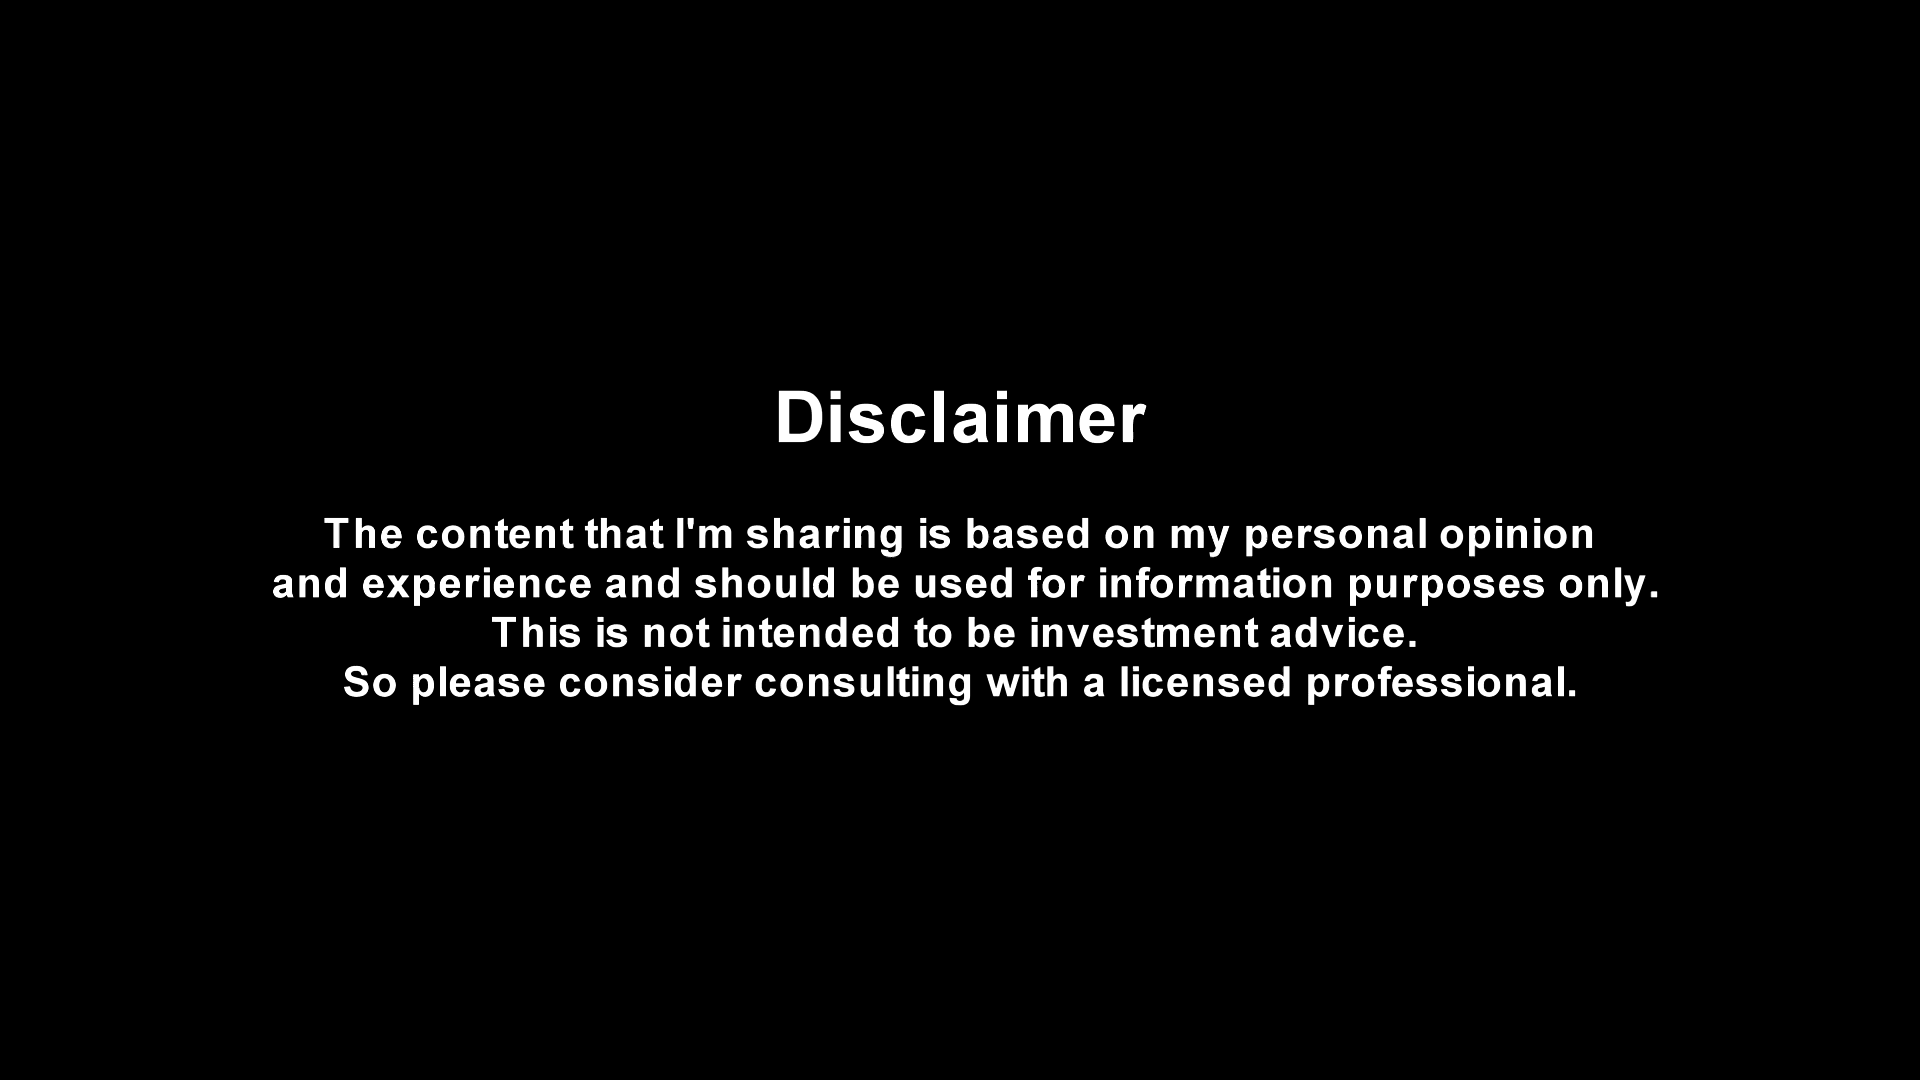 Disclaimer
The content that I'm sharing is based on my personal opinion
and experience and should be used for information purposes only.
This is not intended to be investment advice.
So please consider consulting with a licensed professional.